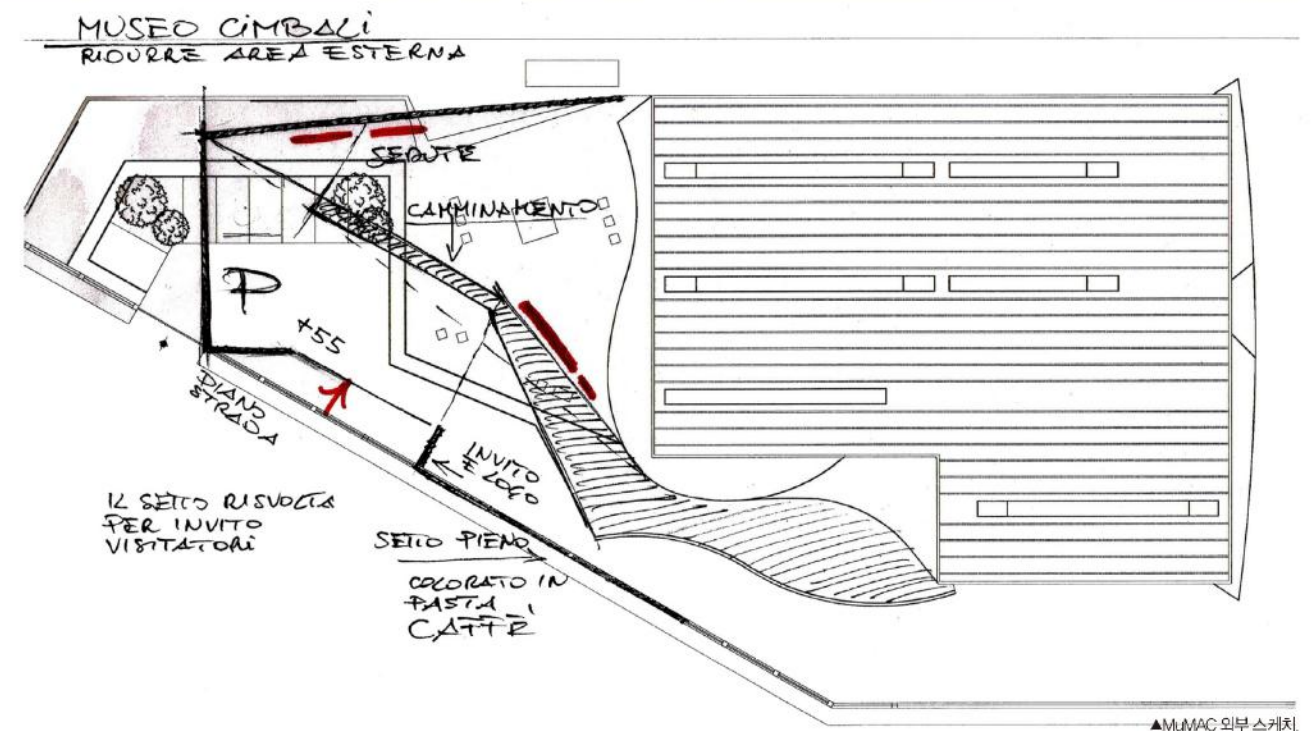 MUSEO CIMBALI
RIDURRE AREA ESTERNA
SEDUTE
CAMMINAMENTO
P
+55
PIANO
STRADA
INVITO
E LOGO
IL SETTO RISVOLTA
PER INVITO
VISITATORI
SETTO PIENO
COLORATO IN
PASTA
CAFFÈ
▲MuMAC 외부 스케치.